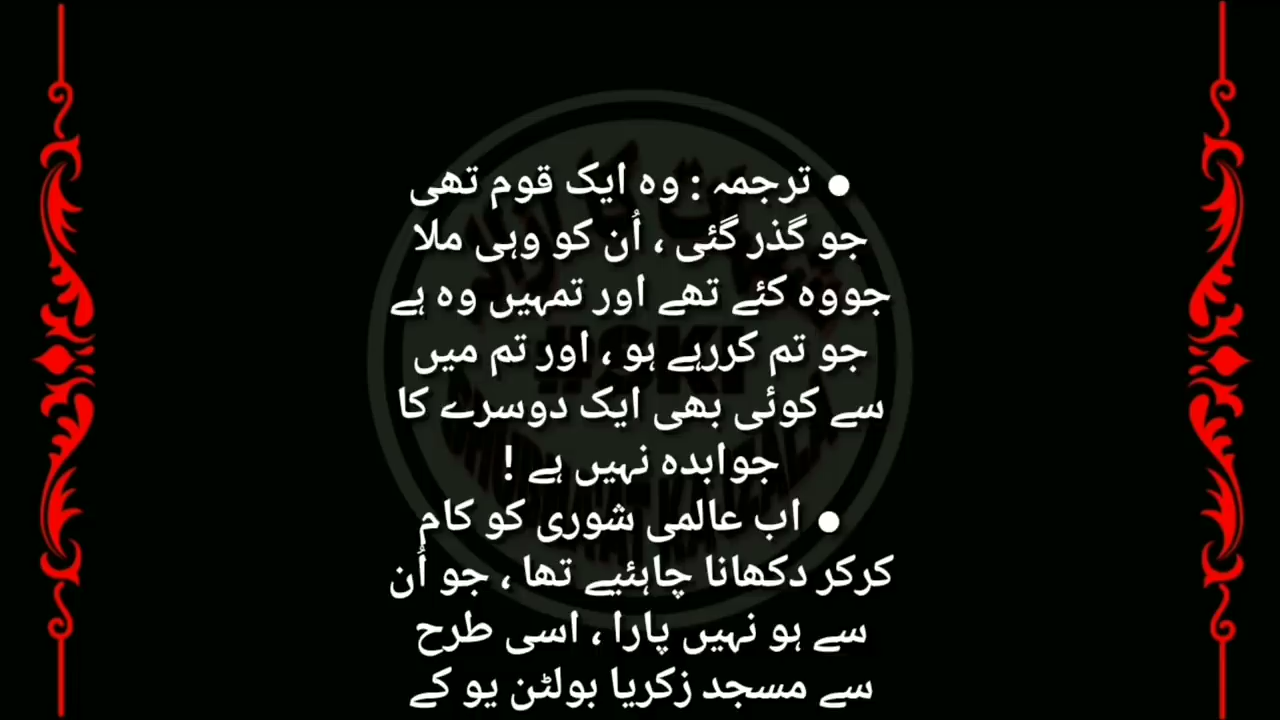 ● ترجمہ : وہ ایک قوم تھی
جو گذر گئی ، اُن کو وہی ملا
جووہ کئے تھے اور تمہیں وہ ہے
جو تم کررہے ہو ، اور تم میں
سے کوئی بھی ایک دوسرے کا
جوابدہ نہیں ہے !
● اب عالمی شوری کو کام
کرکر دکھانا چاہئیے تھا ، جو اُن
سے ہو نہیں پارا ، اسی طرح
سے مسجد زکریا بولٹن یو کے
#SKI